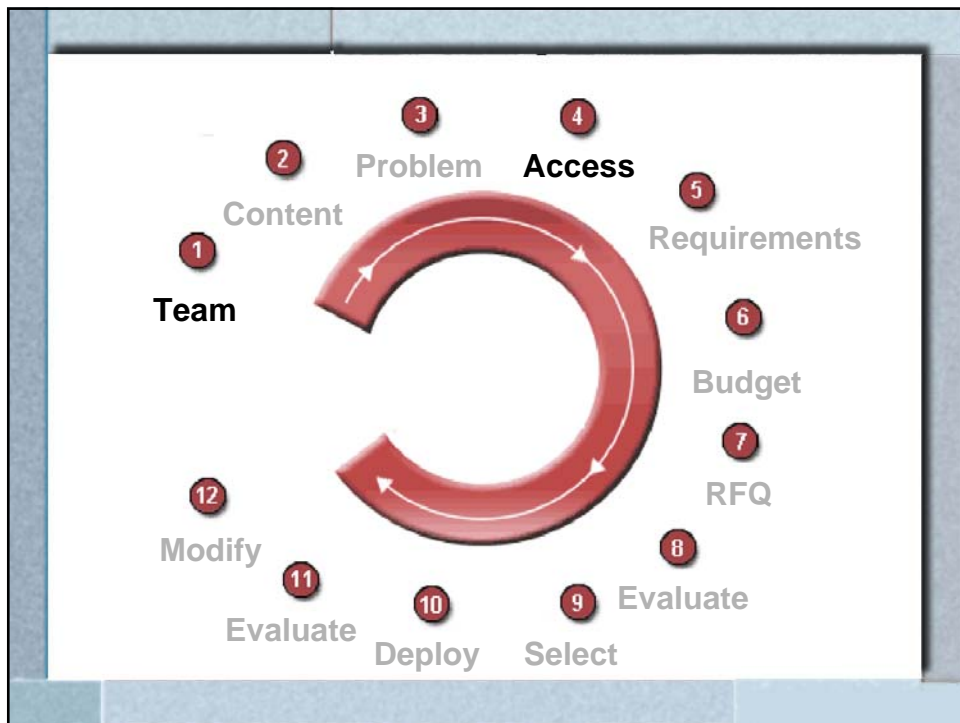 1
Team
2
Content
3
Problem
4
Access
5
Requirements
6
Budget
7
RFQ
8
Evaluate
9
Select
10
Deploy
11
Evaluate
12
Modify